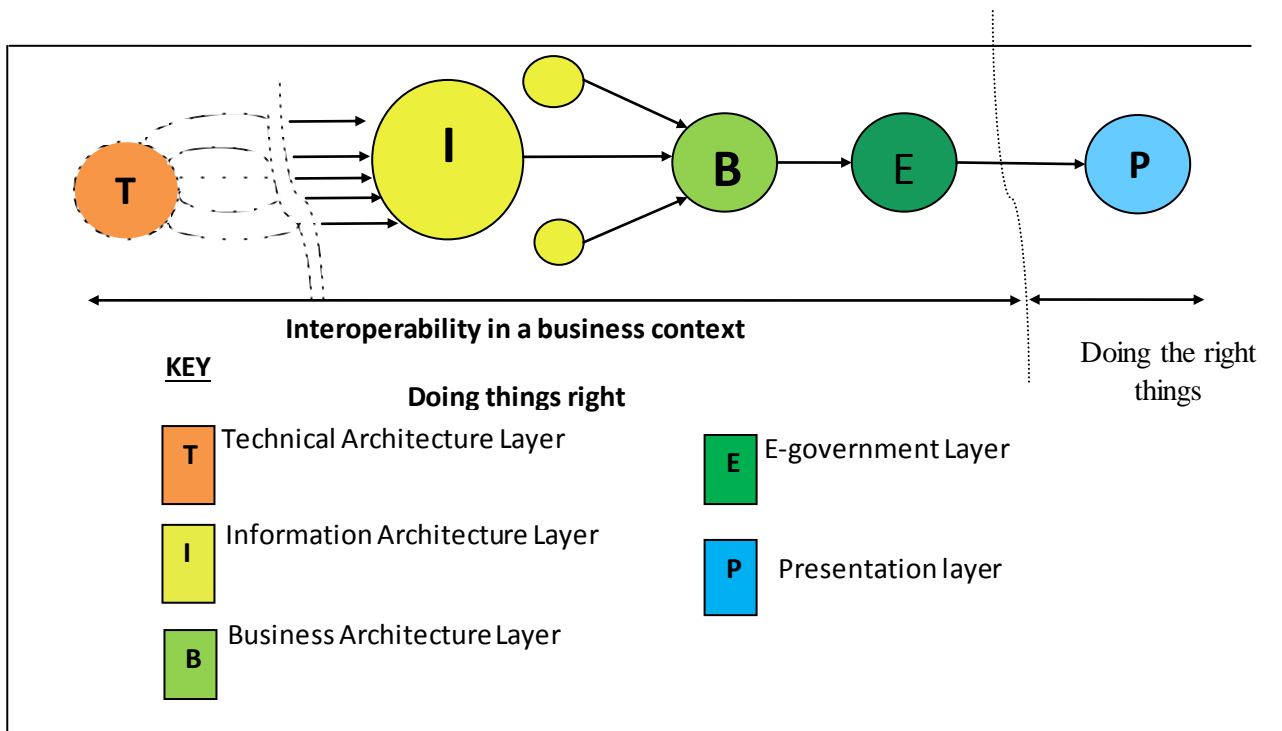 T
I
B
E
P
Interoperability in a business context
Doing the right
things
KEY
Doing things right
T
Technical Architecture Layer
E
E-government Layer
I
Information Architecture Layer
P
Presentation layer
B
Business Architecture Layer